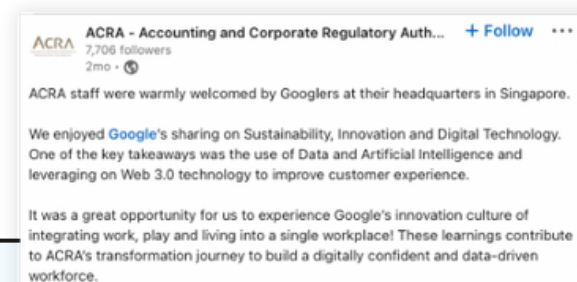 ACRA
ACRA - Accounting and Corporate Regulatory Auth...
+ Follow
7,706 followers
2mo •
ACRA staff were warmly welcomed by Googlers at their headquarters in Singapore.
We enjoyed Google's sharing on Sustainability, Innovation and Digital Technology.
One of the key takeaways was the use of Data and Artificial Intelligence and
leveraging on Web 3.0 technology to improve customer experience.
It was a great opportunity for us to experience Google's innovation culture of
integrating work, play and living into a single workplace! These learnings contribute
to ACRA's transformation journey to build a digitally confident and data-driven
workforce.